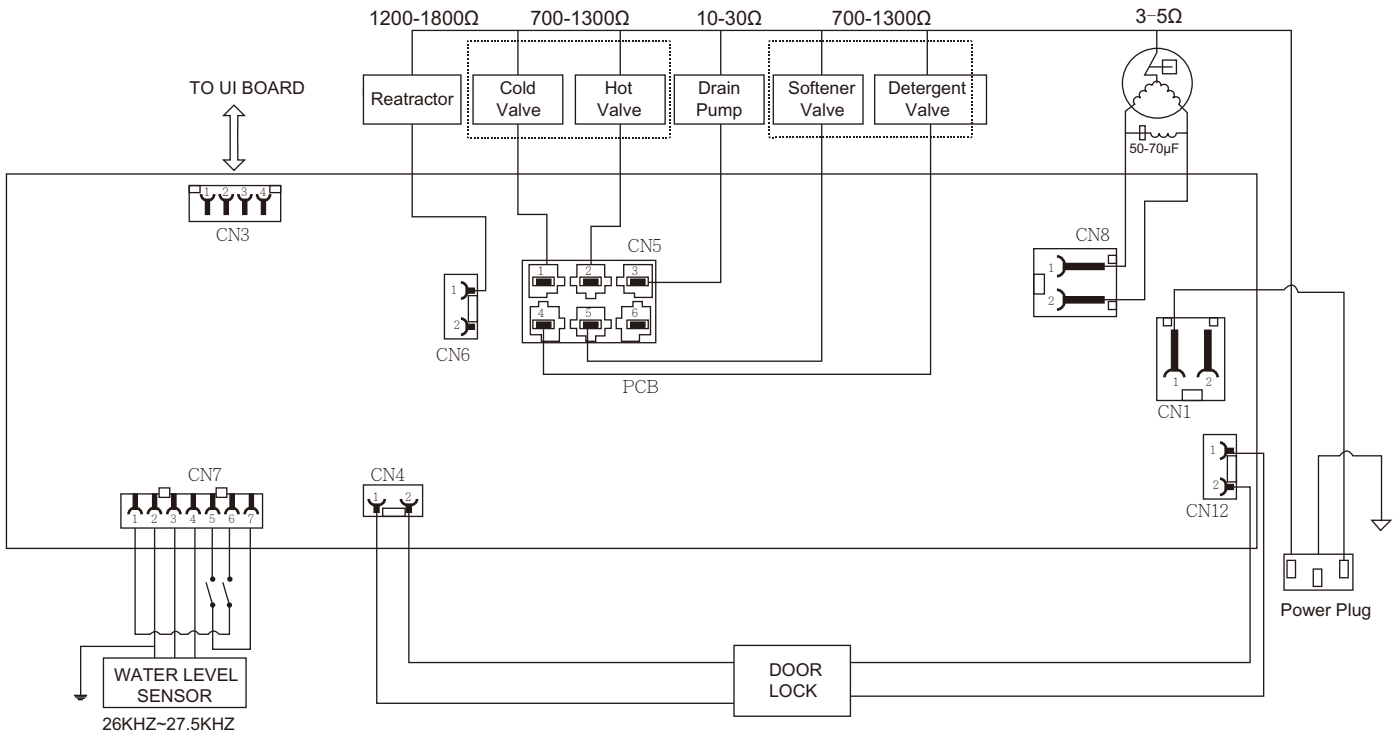 1200-1800Ω 700-1300Ω 10-30Ω 700-1300Ω 3-5Ω
TO UI BOARD
Reatractor
Cold
Valve
Hot
Valve
Drain
Pump
Softener
Valve
Detergent
Valve
50-70μF
1 2 3 4
CN3
CN5
1 2 3
4 5 6
PCB
1
2
CN6
CN8
1
2
1 2
CN1
1
2
CN12
CN7
1 2 3 4 5 6 7
CN4
1 2
Power Plug
WATER LEVEL
SENSOR
26KHZ~27.5KHZ
DOOR
LOCK